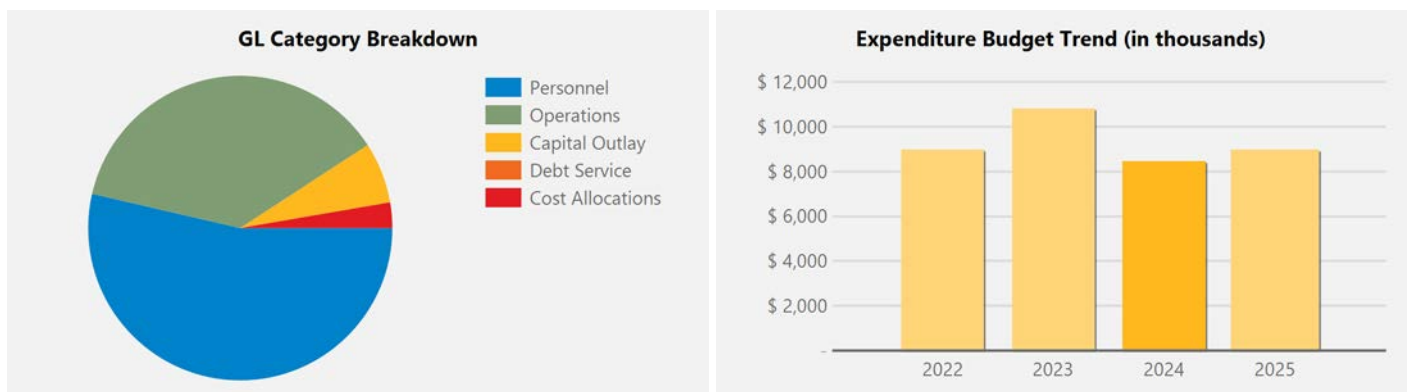 GL Category Breakdown
Personnel
Operations
Capital Outlay
Debt Service
Cost Allocations
Expenditure Budget Trend (in thousands)
$ 12,000
$ 10,000
$ 8,000
$ 6,000
$ 4,000
$ 2,000
-
2022 2023 2024 2025